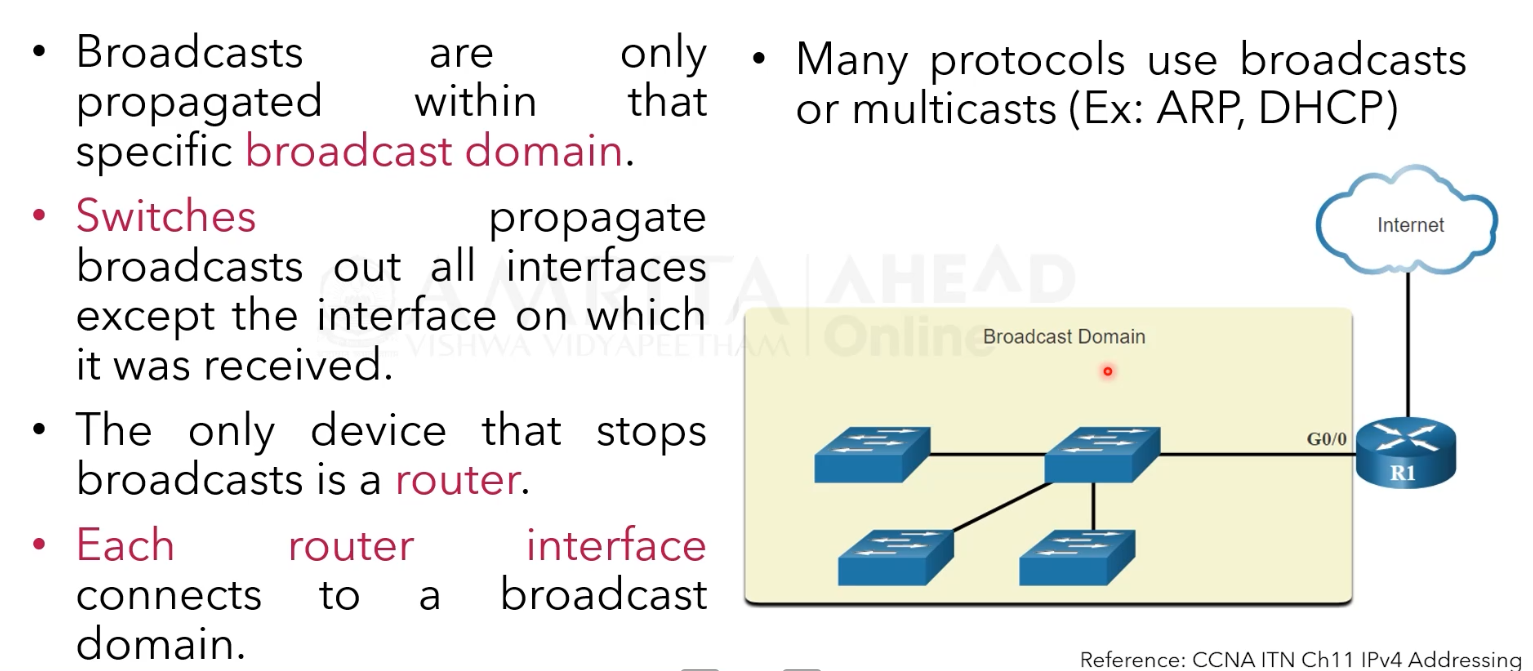 • Broadcasts are only
propagated within that
specific broadcast domain.
• Switches propagate
broadcasts out all interfaces
except the interface on which
it was received.
• The only device that stops
broadcasts is a router.
• Each router interface
connects to a broadcast
domain.
• Many protocols use broadcasts
or multicasts (Ex: ARP, DHCP)
Internet
AMRITA AHEAD
VISHWA VIDYAPEETHAM Online
Broadcast Domain
G0/0
R1
Reference: CCNA ITN Ch11 IPv4 Addressing